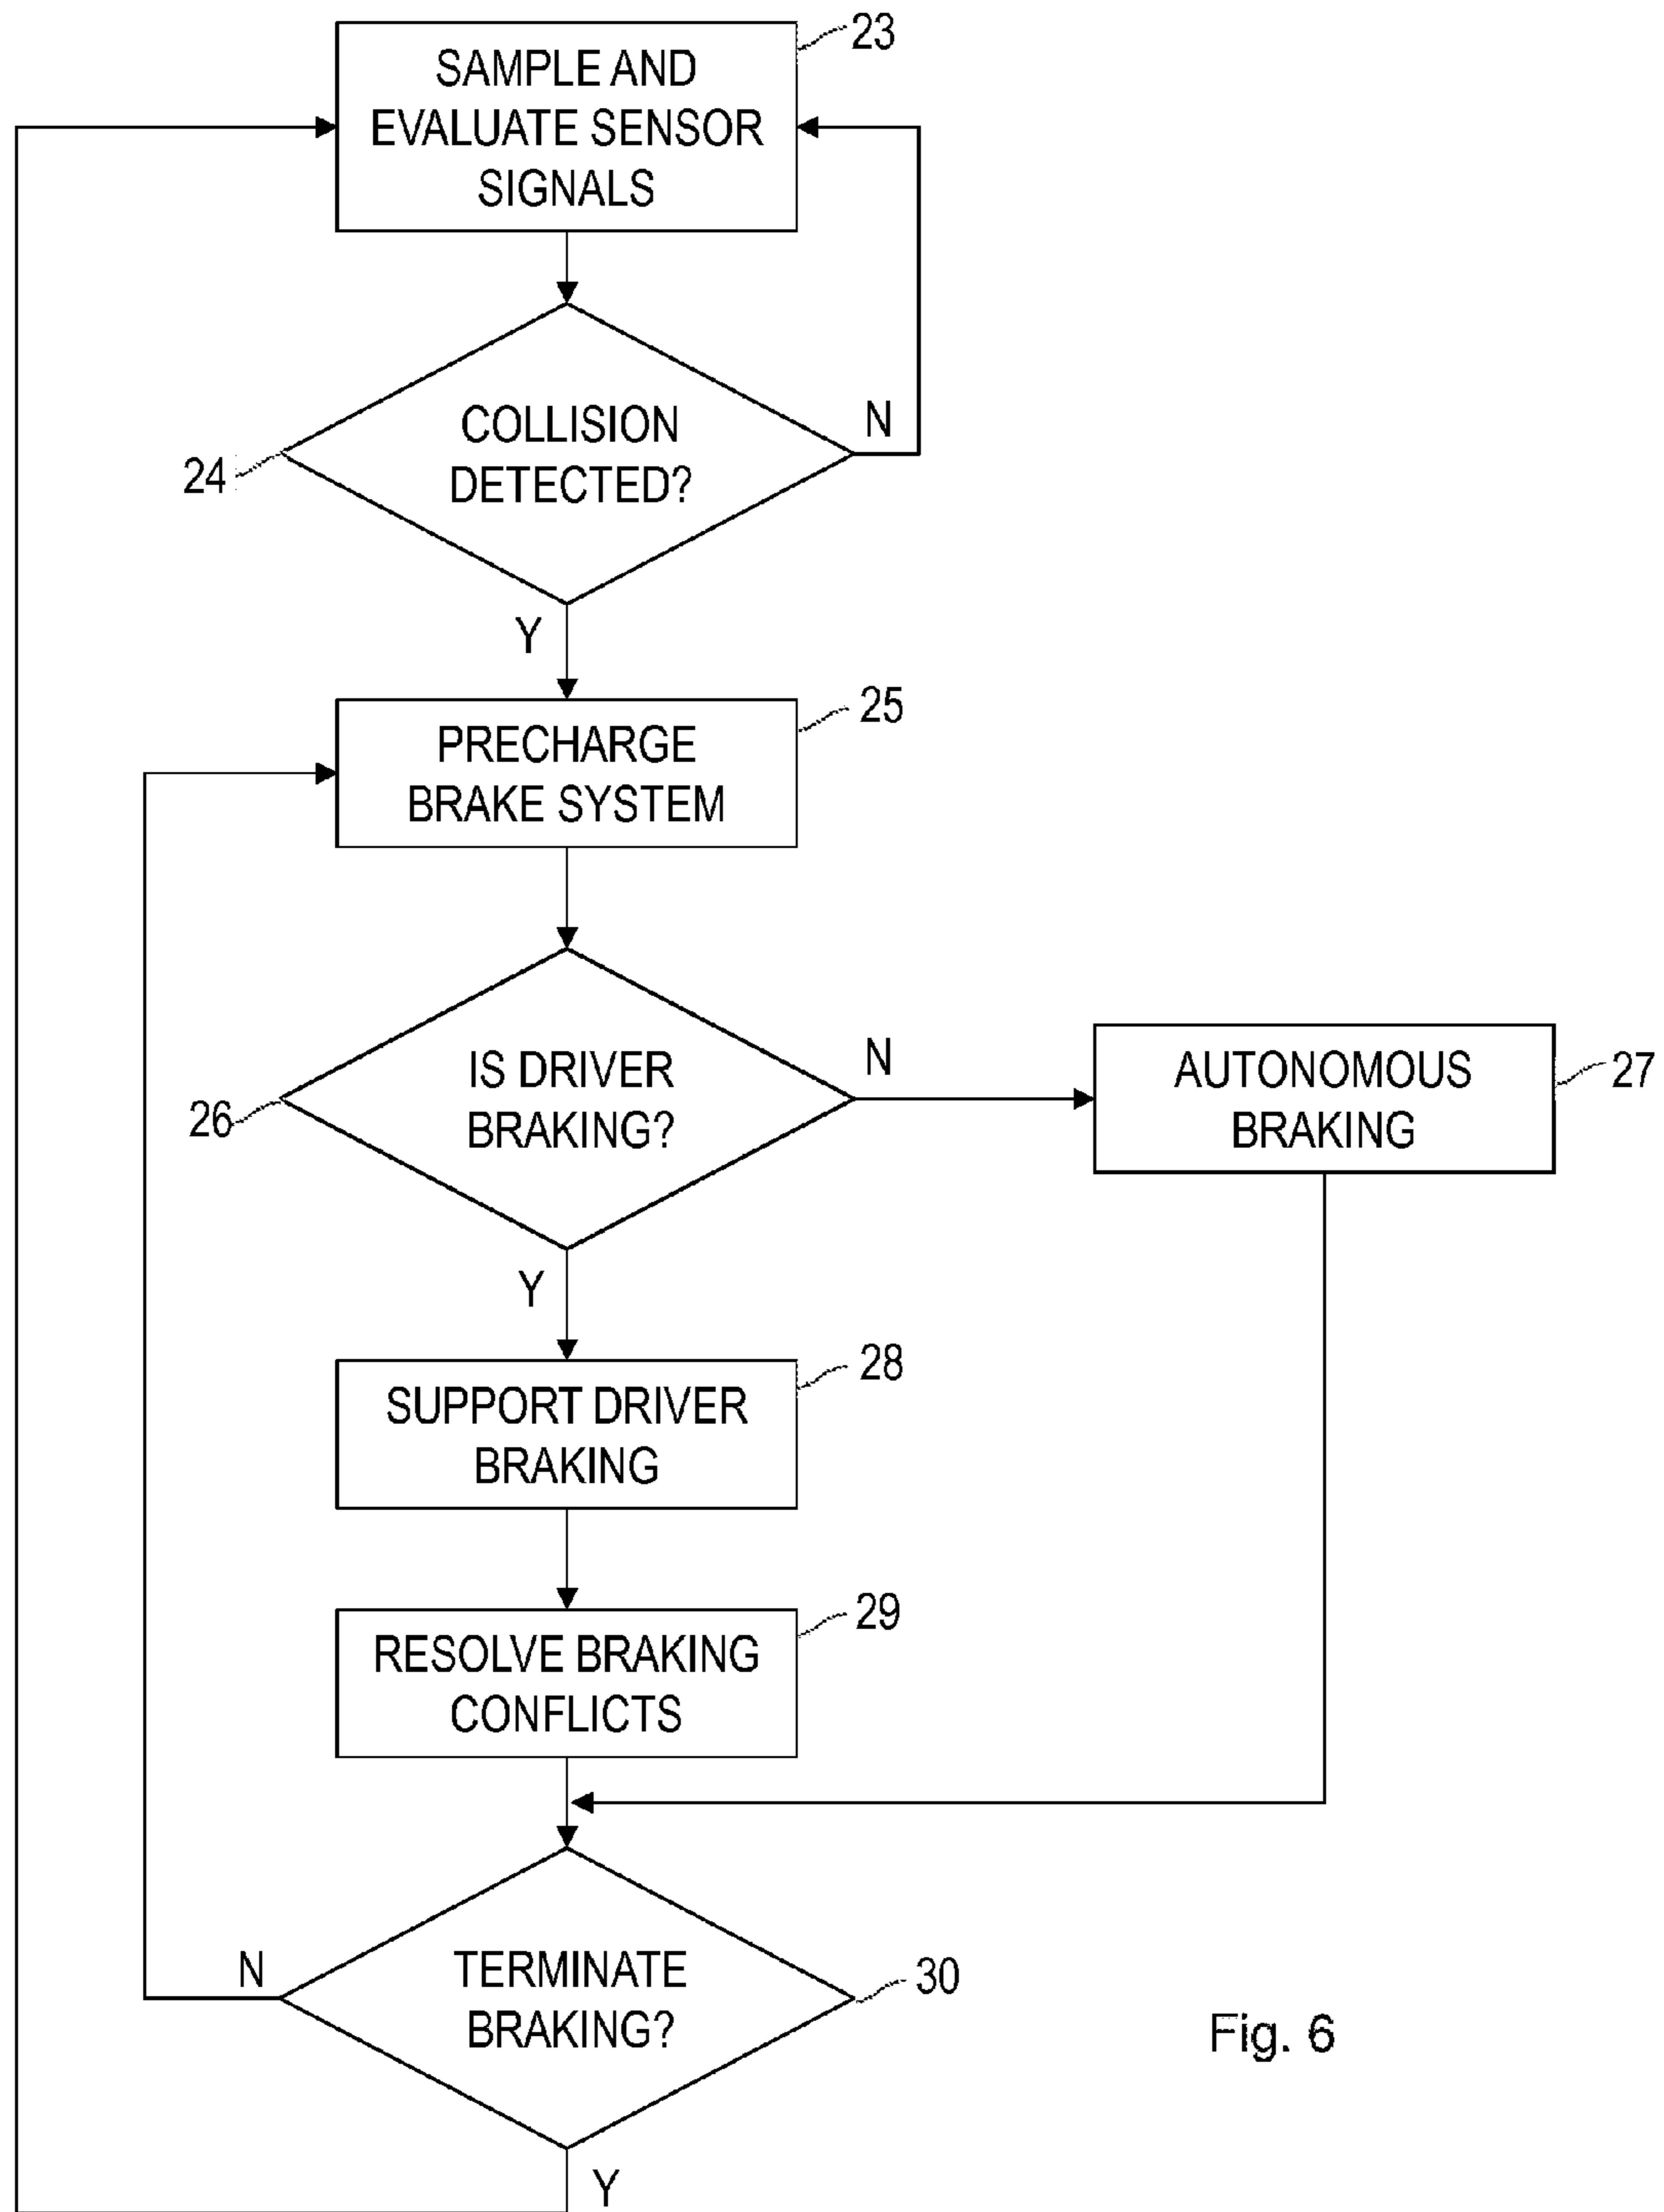 23
SAMPLE AND
EVALUATE SENSOR
SIGNALS
COLLISION
DETECTED?
N
24
Y
25
PRECHARGE
BRAKE SYSTEM
IS DRIVER
BRAKING?
N
26
AUTONOMOUS
BRAKING
27
Y
28
SUPPORT DRIVER
BRAKING
29
RESOLVE BRAKING
CONFLICTS
N
TERMINATE
BRAKING?
30
Fig. 6
Y